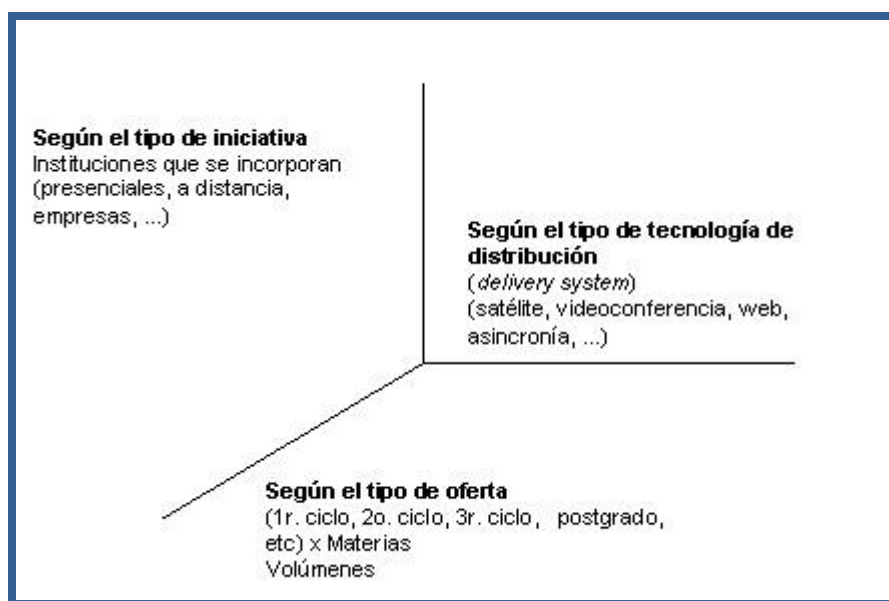 Según el tipo de iniciativa
Instituciones que se incorporan
(presenciales, a distancia,
empresas, ...)
Según el tipo de tecnología de
distribución
(delivery system)
(satélite, videoconferencia, web,
asincronía, ...)
Según el tipo de oferta
(1r. ciclo, 2o. ciclo, 3r. ciclo, postgrado,
etc) x Materias
Volúmenes